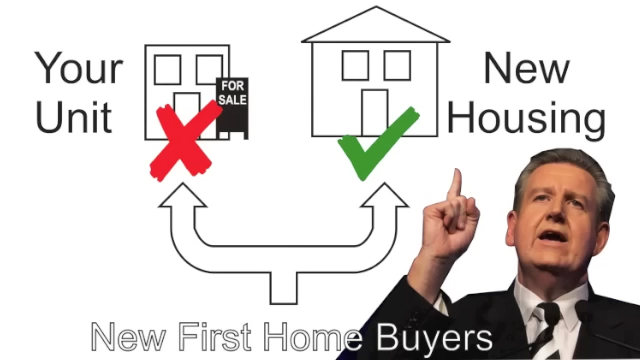 Your
Unit
FOR
SALE
New
Housing
New First Home Buyers